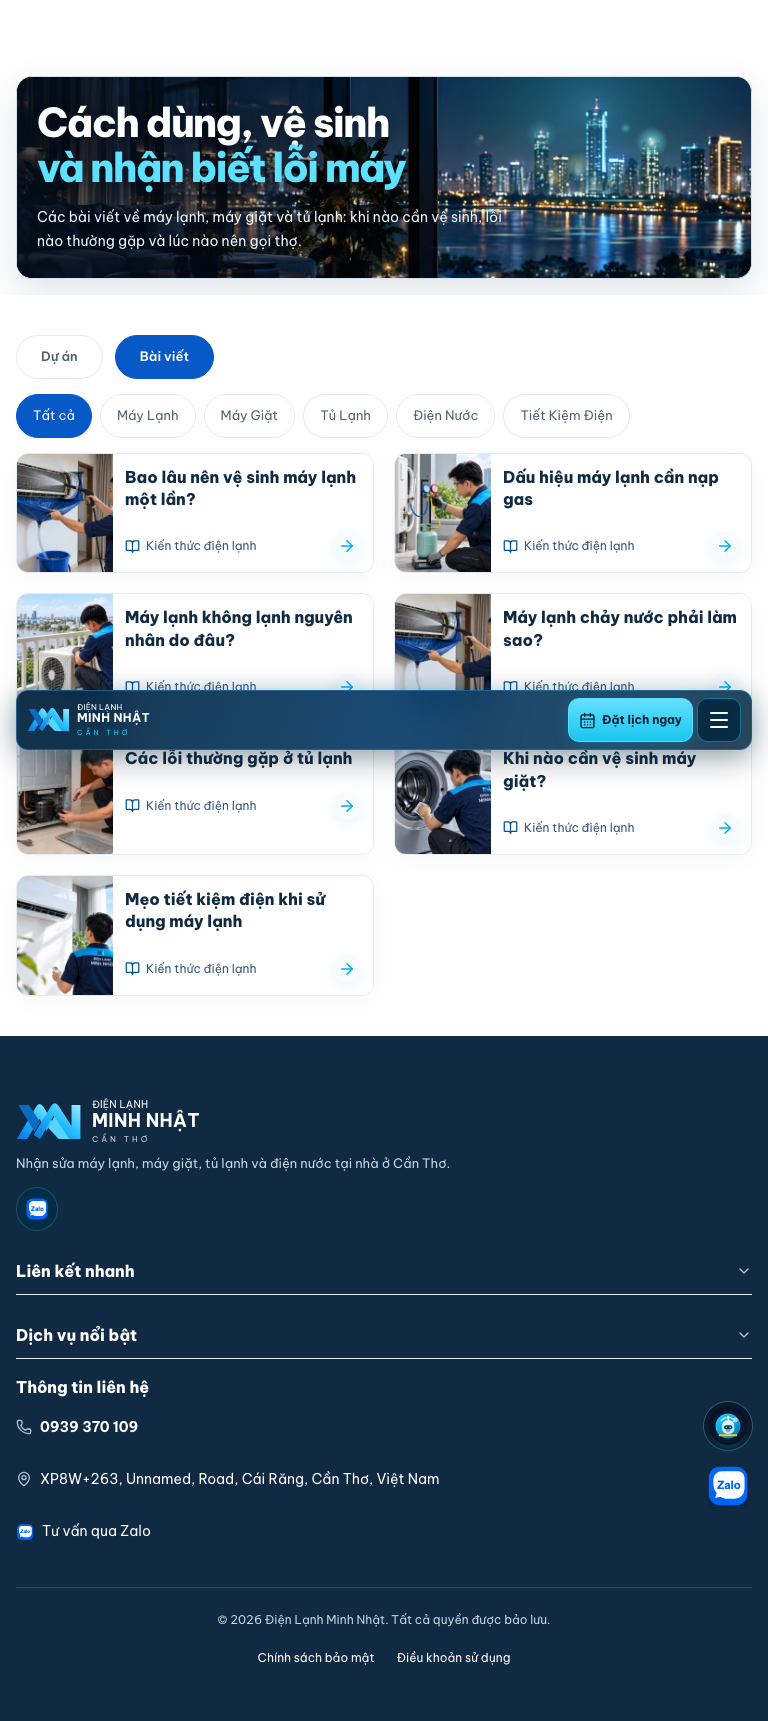 Cách dùng, vệ sinh
và nhận biết lỗi máy
Các bài viết về máy lạnh, máy giặt và tủ lạnh: khi nào cần vệ sinh, lỗi
nào thường gặp và lúc nào nên gọi thợ.
Dự án
Bài viết
Tất cả
Máy Lạnh
Máy Giặt
Tủ Lạnh
Điện Nước
Tiết Kiệm Điện
Bao lâu nên vệ sinh máy lạnh
một lần?
Kiến thức điện lạnh
Dấu hiệu máy lạnh cần nạp
gas
Kiến thức điện lạnh
Máy lạnh không lạnh nguyên
nhân do đâu?
Kiến thức điện lạnh
Máy lạnh chảy nước phải làm
sao?
Kiến thức điện lạnh
ĐIỆN LẠNH
MINH NHẬT
CẦN THƠ
Đặt lịch ngay
Các lỗi thường gặp ở tủ lạnh
Kiến thức điện lạnh
Khi nào cần vệ sinh máy
giặt?
Kiến thức điện lạnh
Mẹo tiết kiệm điện khi sử
dụng máy lạnh
Kiến thức điện lạnh
ĐIỆN LẠNH
MINH NHẬT
CẦN THƠ
Nhận sửa máy lạnh, máy giặt, tủ lạnh và điện nước tại nhà ở Cần Thơ.
Zalo
Liên kết nhanh
Dịch vụ nổi bật
Thông tin liên hệ
0939 370 109
XP8W+263, Unnamed, Road, Cái Răng, Cần Thơ, Việt Nam
Zalo
Zalo
Tư vấn qua Zalo
© 2026 Điện Lạnh Minh Nhật. Tất cả quyền được bảo lưu.
Chính sách bảo mật
Điều khoản sử dụng